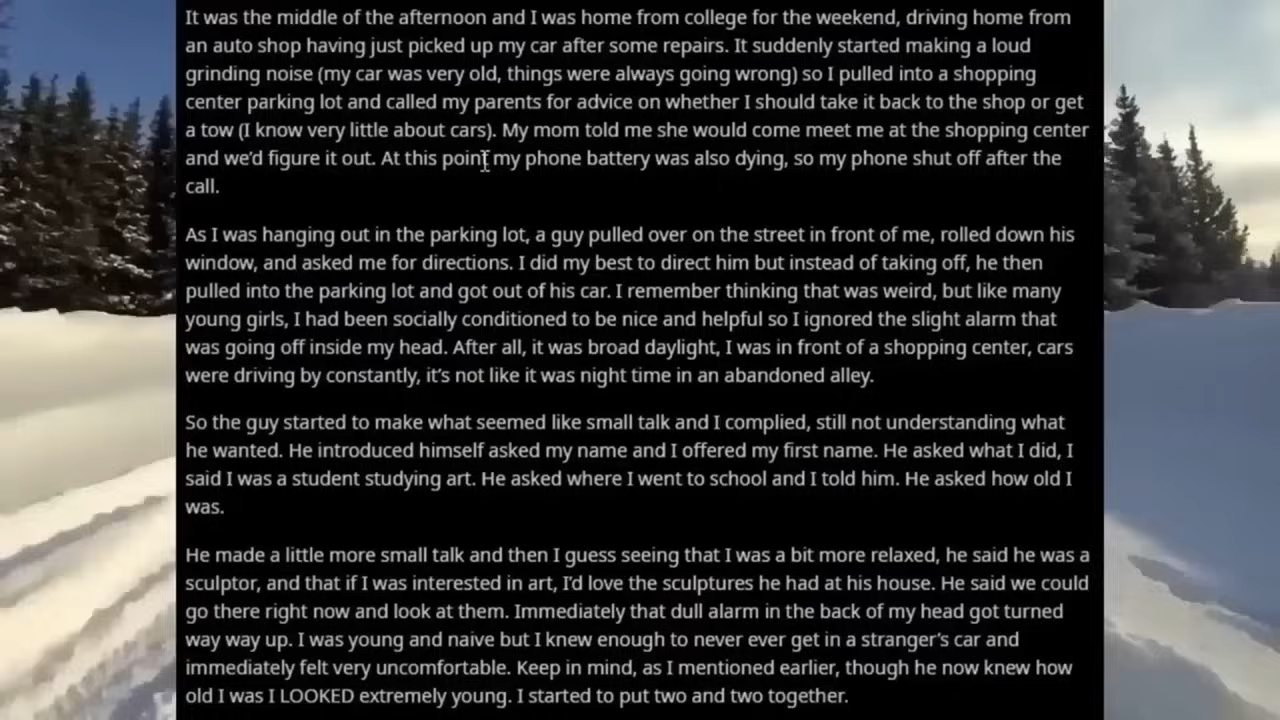 It was the middle of the afternoon and I was home from college for the weekend, driving home from
an auto shop having just picked up my car after some repairs. It suddenly started making a loud
grinding noise (my car was very old, things were always going wrong) so I pulled into a shopping
center parking lot and called my parents for advice on whether I should take it back to the shop or get
a tow (I know very little about cars). My mom told me she would come meet me at the shopping center
and we’d figure it out. At this point my phone battery was also dying, so my phone shut off after the
call.
As I was hanging out in the parking lot, a guy pulled over on the street in front of me, rolled down his
window, and asked me for directions. I did my best to direct him but instead of taking off, he then
pulled into the parking lot and got out of his car. I remember thinking that was weird, but like many
young girls, I had been socially conditioned to be nice and helpful so I ignored the slight alarm that
was going off inside my head. After all, it was broad daylight, I was in front of a shopping center, cars
were driving by constantly, it’s not like it was night time in an abandoned alley.
So the guy started to make what seemed like small talk and I complied, still not understanding what
he wanted. He introduced himself asked my name and I offered my first name. He asked what I did, I
said I was a student studying art. He asked where I went to school and I told him. He asked how old I
was.
He made a little more small talk and then I guess seeing that I was a bit more relaxed, he said he was a
sculptor, and that if I was interested in art, I’d love the sculptures he had at his house. He said we could
go there right now and look at them. Immediately that dull alarm in the back of my head got turned
way way up. I was young and naive but I knew enough to never ever get in a stranger’s car and
immediately felt very uncomfortable. Keep in mind, as I mentioned earlier, though he now knew how
old I was I LOOKED extremely young. I started to put two and two together.